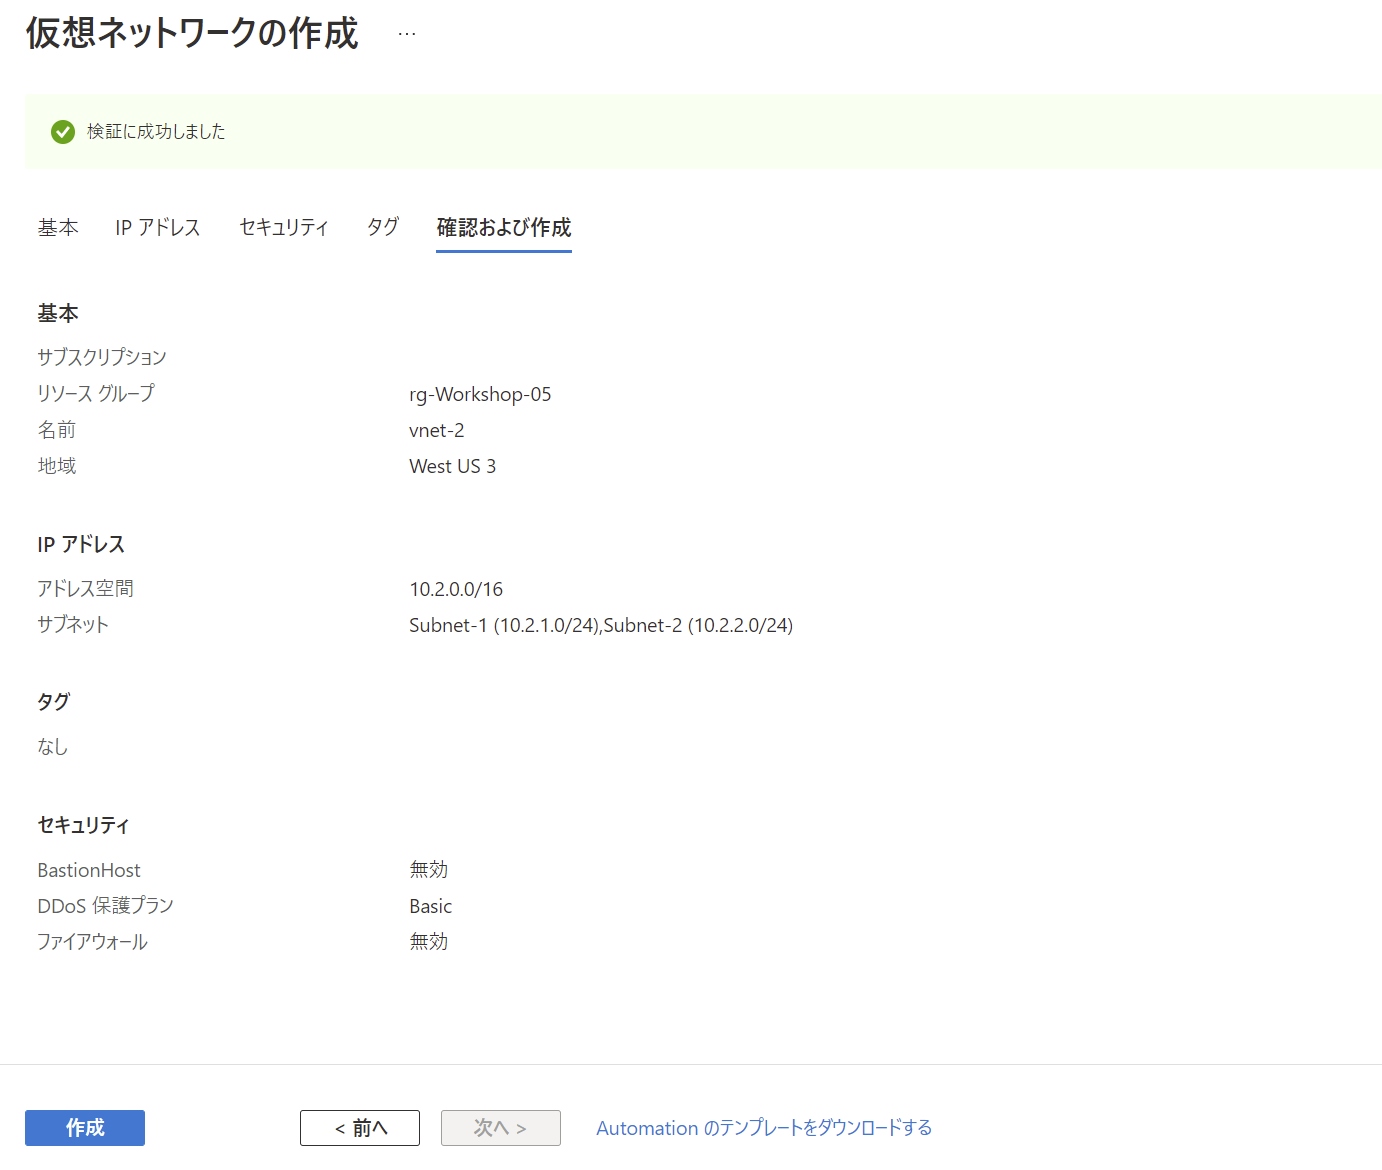 仮想ネットワークの作成 …
検証に成功しました
基本 IP アドレス セキュリティ タグ 確認および作成
基本
サブスクリプション
リソース グループ rg-Workshop-05
名前 vnet-2
地域 West US 3
IP アドレス
アドレス空間 10.2.0.0/16
サブネット Subnet-1 (10.2.1.0/24),Subnet-2 (10.2.2.0/24)
タグ
なし
セキュリティ
BastionHost 無効
DDoS 保護プラン Basic
ファイアウォール 無効
作成 < 前へ 次へ > Automation のテンプレートをダウンロードする